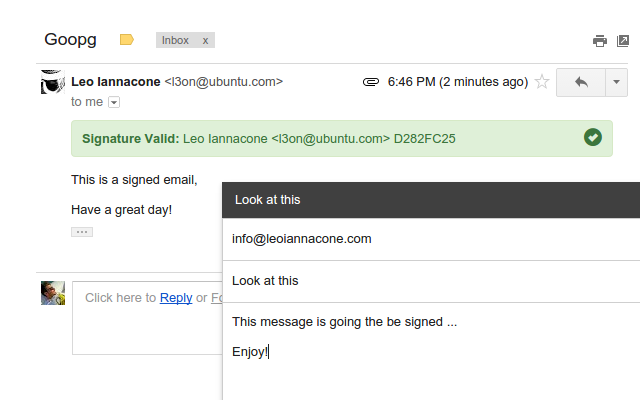 Goopg
Inbox x
Leo Iannacone <l3on@ubuntu.com>
6:46 PM (2 minutes ago)
to me
Signature Valid: Leo Iannacone <l3on@ubuntu.com> D282FC25
This is a signed email,
Have a great day!
Click here to Reply or Fo
Look at this
info@leoiannacone.com
Look at this
This message is going the be signed ...
Enjoy!